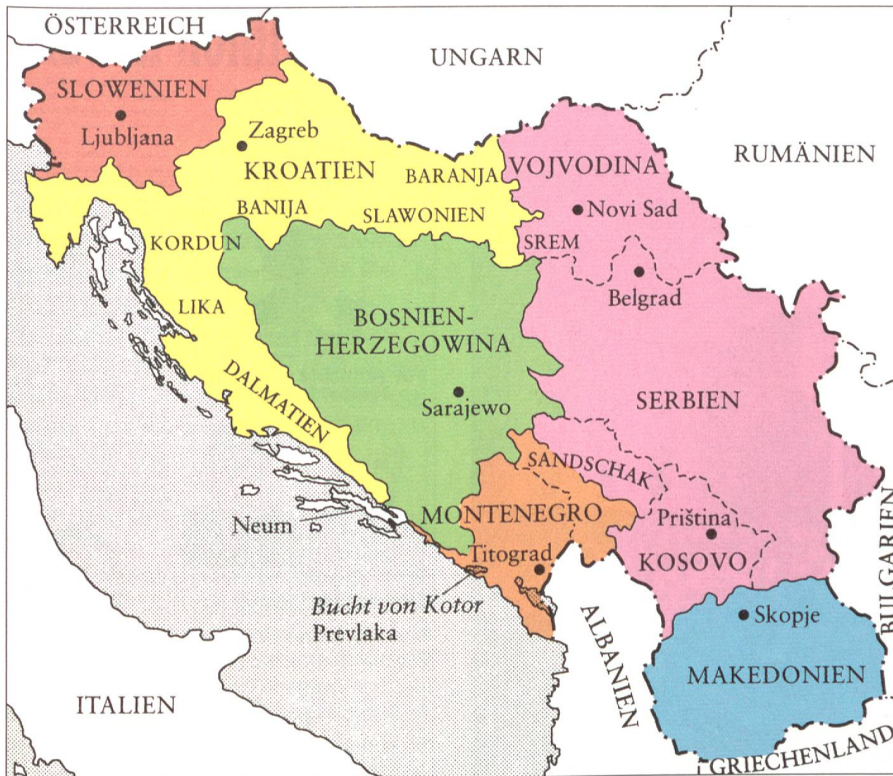 ÖSTERREICH
UNGARN
SLOWENIEN
Ljubljana
Zagreb
KROATIEN
BARANJA
VOJVODINA
RUMÄNIEN
BANIJA
SLAWONIEN
Novi Sad
KORDUN
SREM
Belgrad
LIKA
BOSNIEN-
HERZEGOWINA
DALMATIEN
Sarajewo
SERBIEN
SANDSCHAK
Neum
MONTENEGRO
Priština
KOSOVO
BULGARIEN
Titograd
Bucht von Kotor
Prevlaka
ALBANIEN
Skopje
MAKEDONIEN
ITALIEN
GRIECHENLAND